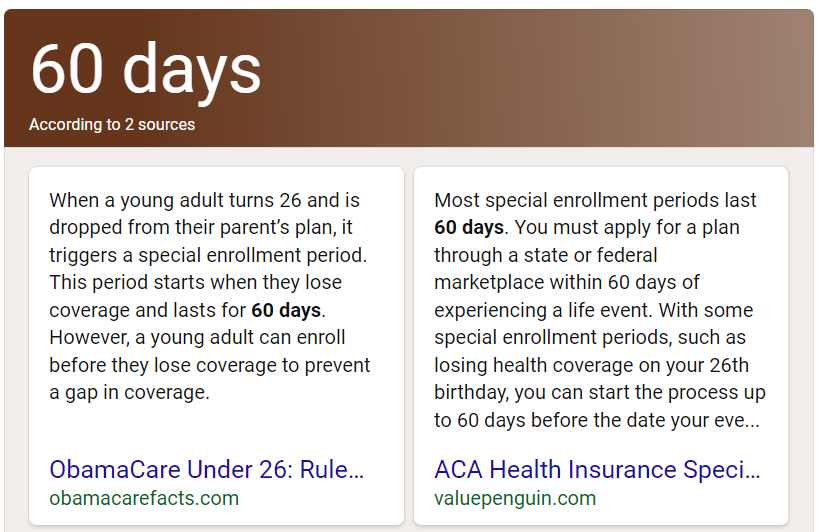 60 days
According to 2 sources
When a young adult turns 26 and is
dropped from their parent’s plan, it
triggers a special enrollment period.
This period starts when they lose
coverage and lasts for 60 days.
However, a young adult can enroll
before they lose coverage to prevent
a gap in coverage.
ObamaCare Under 26: Rule...
obamacarefacts.com
Most special enrollment periods last
60 days. You must apply for a plan
through a state or federal
marketplace within 60 days of
experiencing a life event. With some
special enrollment periods, such as
losing health coverage on your 26th
birthday, you can start the process up
to 60 days before the date your eve...
ACA Health Insurance Speci...
valuepenguin.com